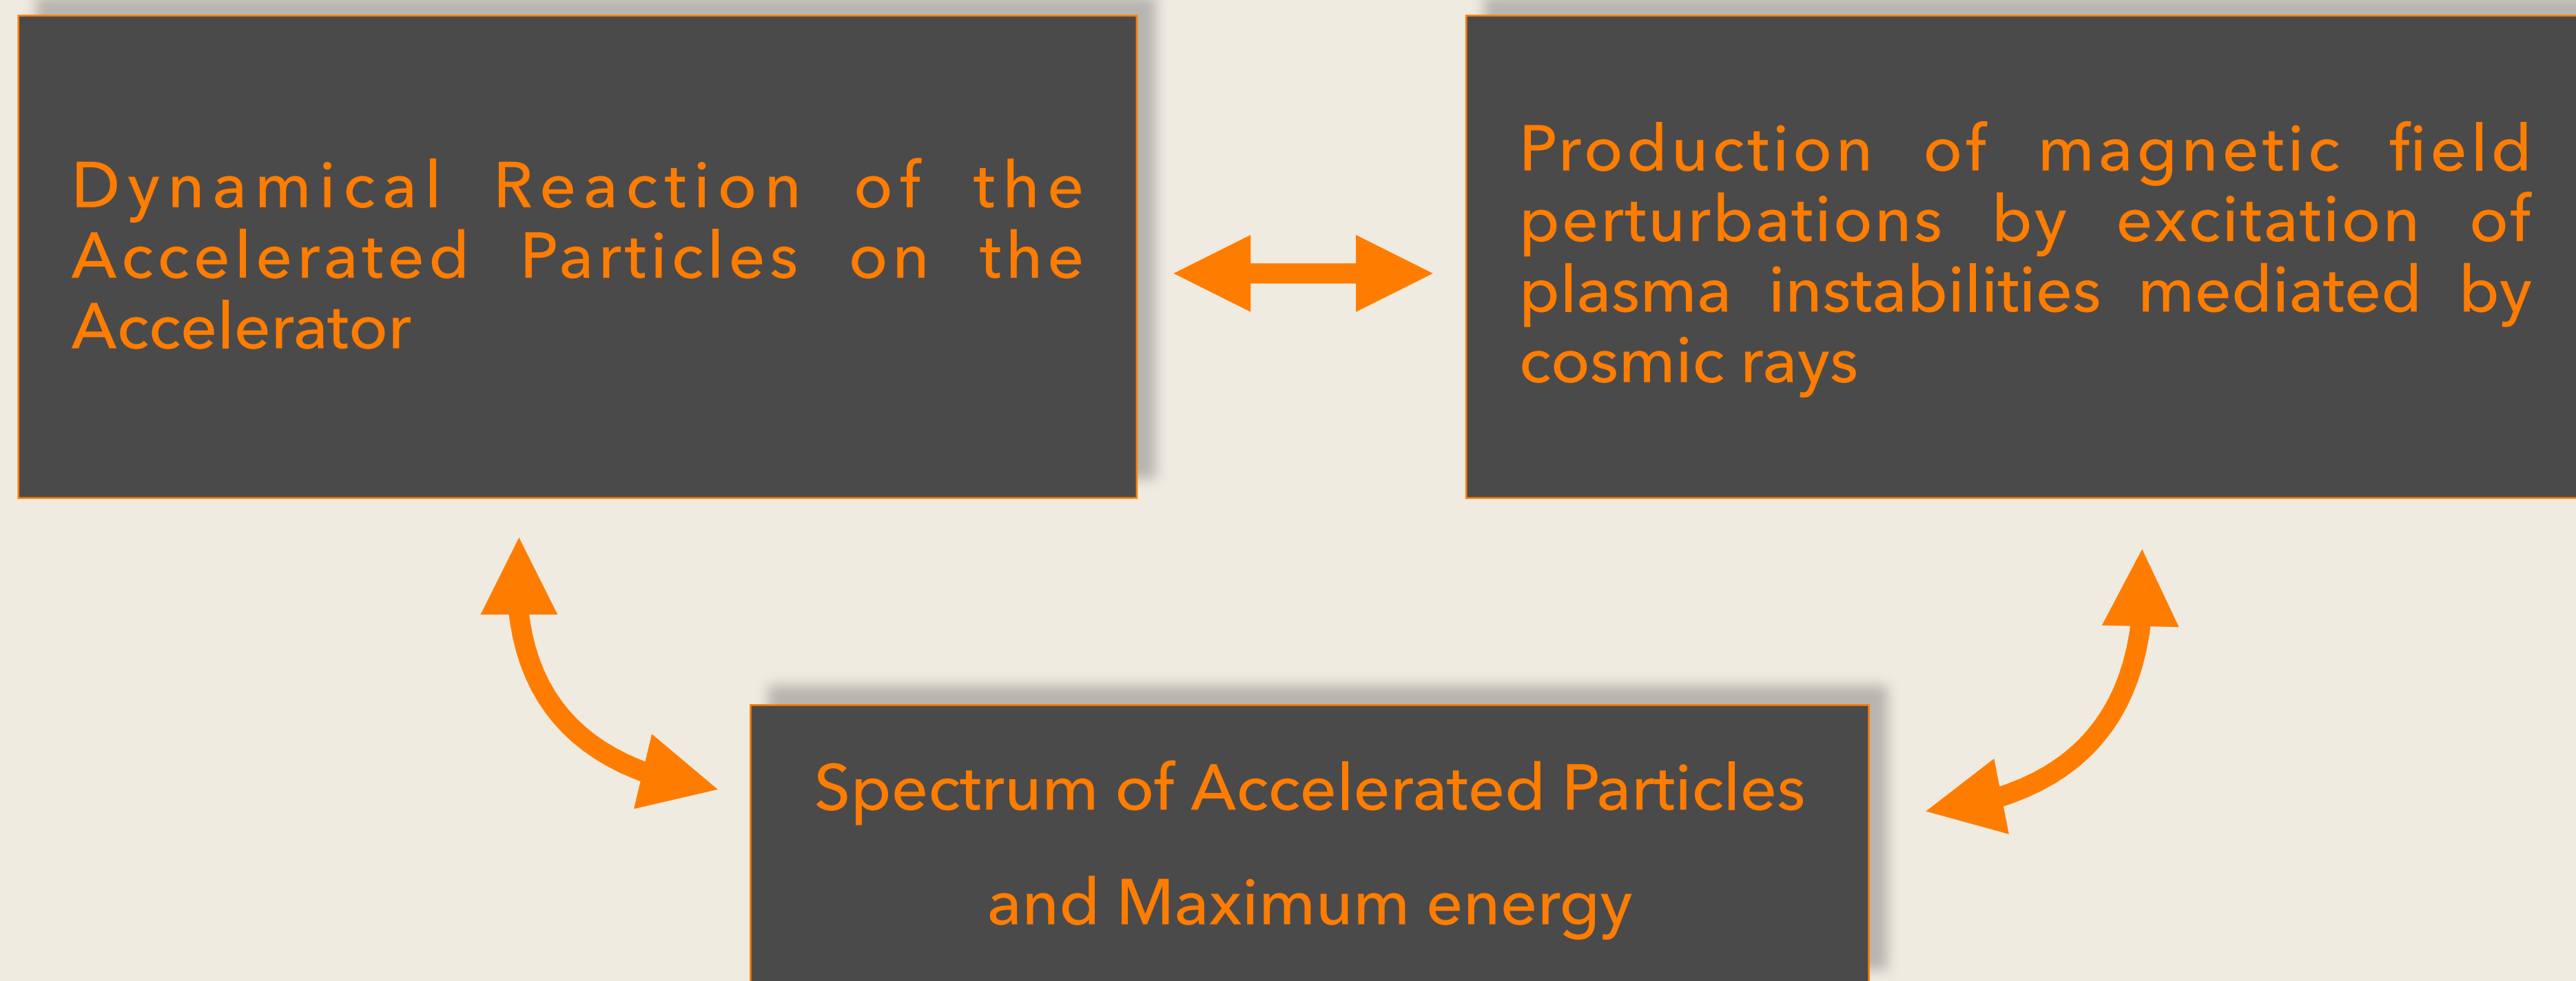 Dynamical Reaction of the
Accelerated Particles on the
Accelerator
Production of magnetic field
perturbations by excitation of
plasma instabilities mediated by
cosmic rays
Spectrum of Accelerated Particles
and Maximum energy